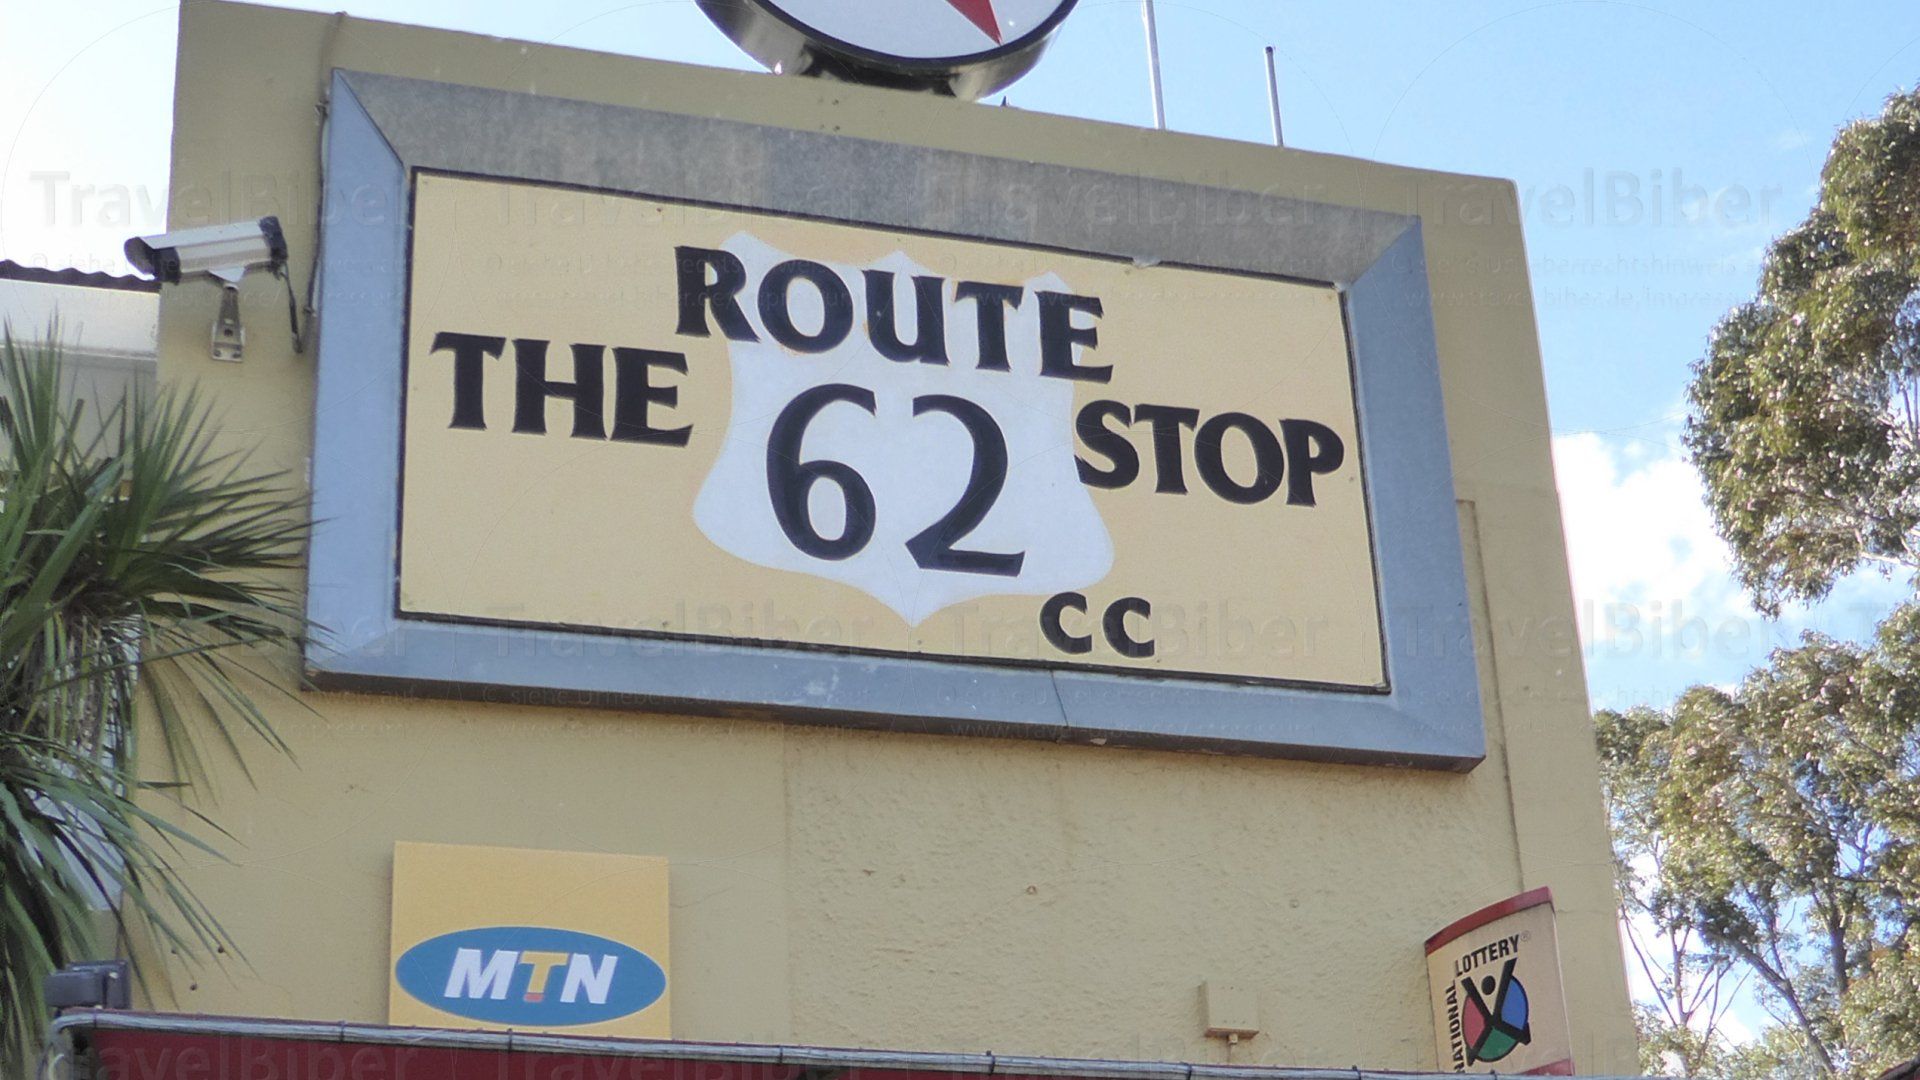 THE ROUTE 62 STOP
CC
MTN
NATIONAL LOTTERY®
TravelBiber